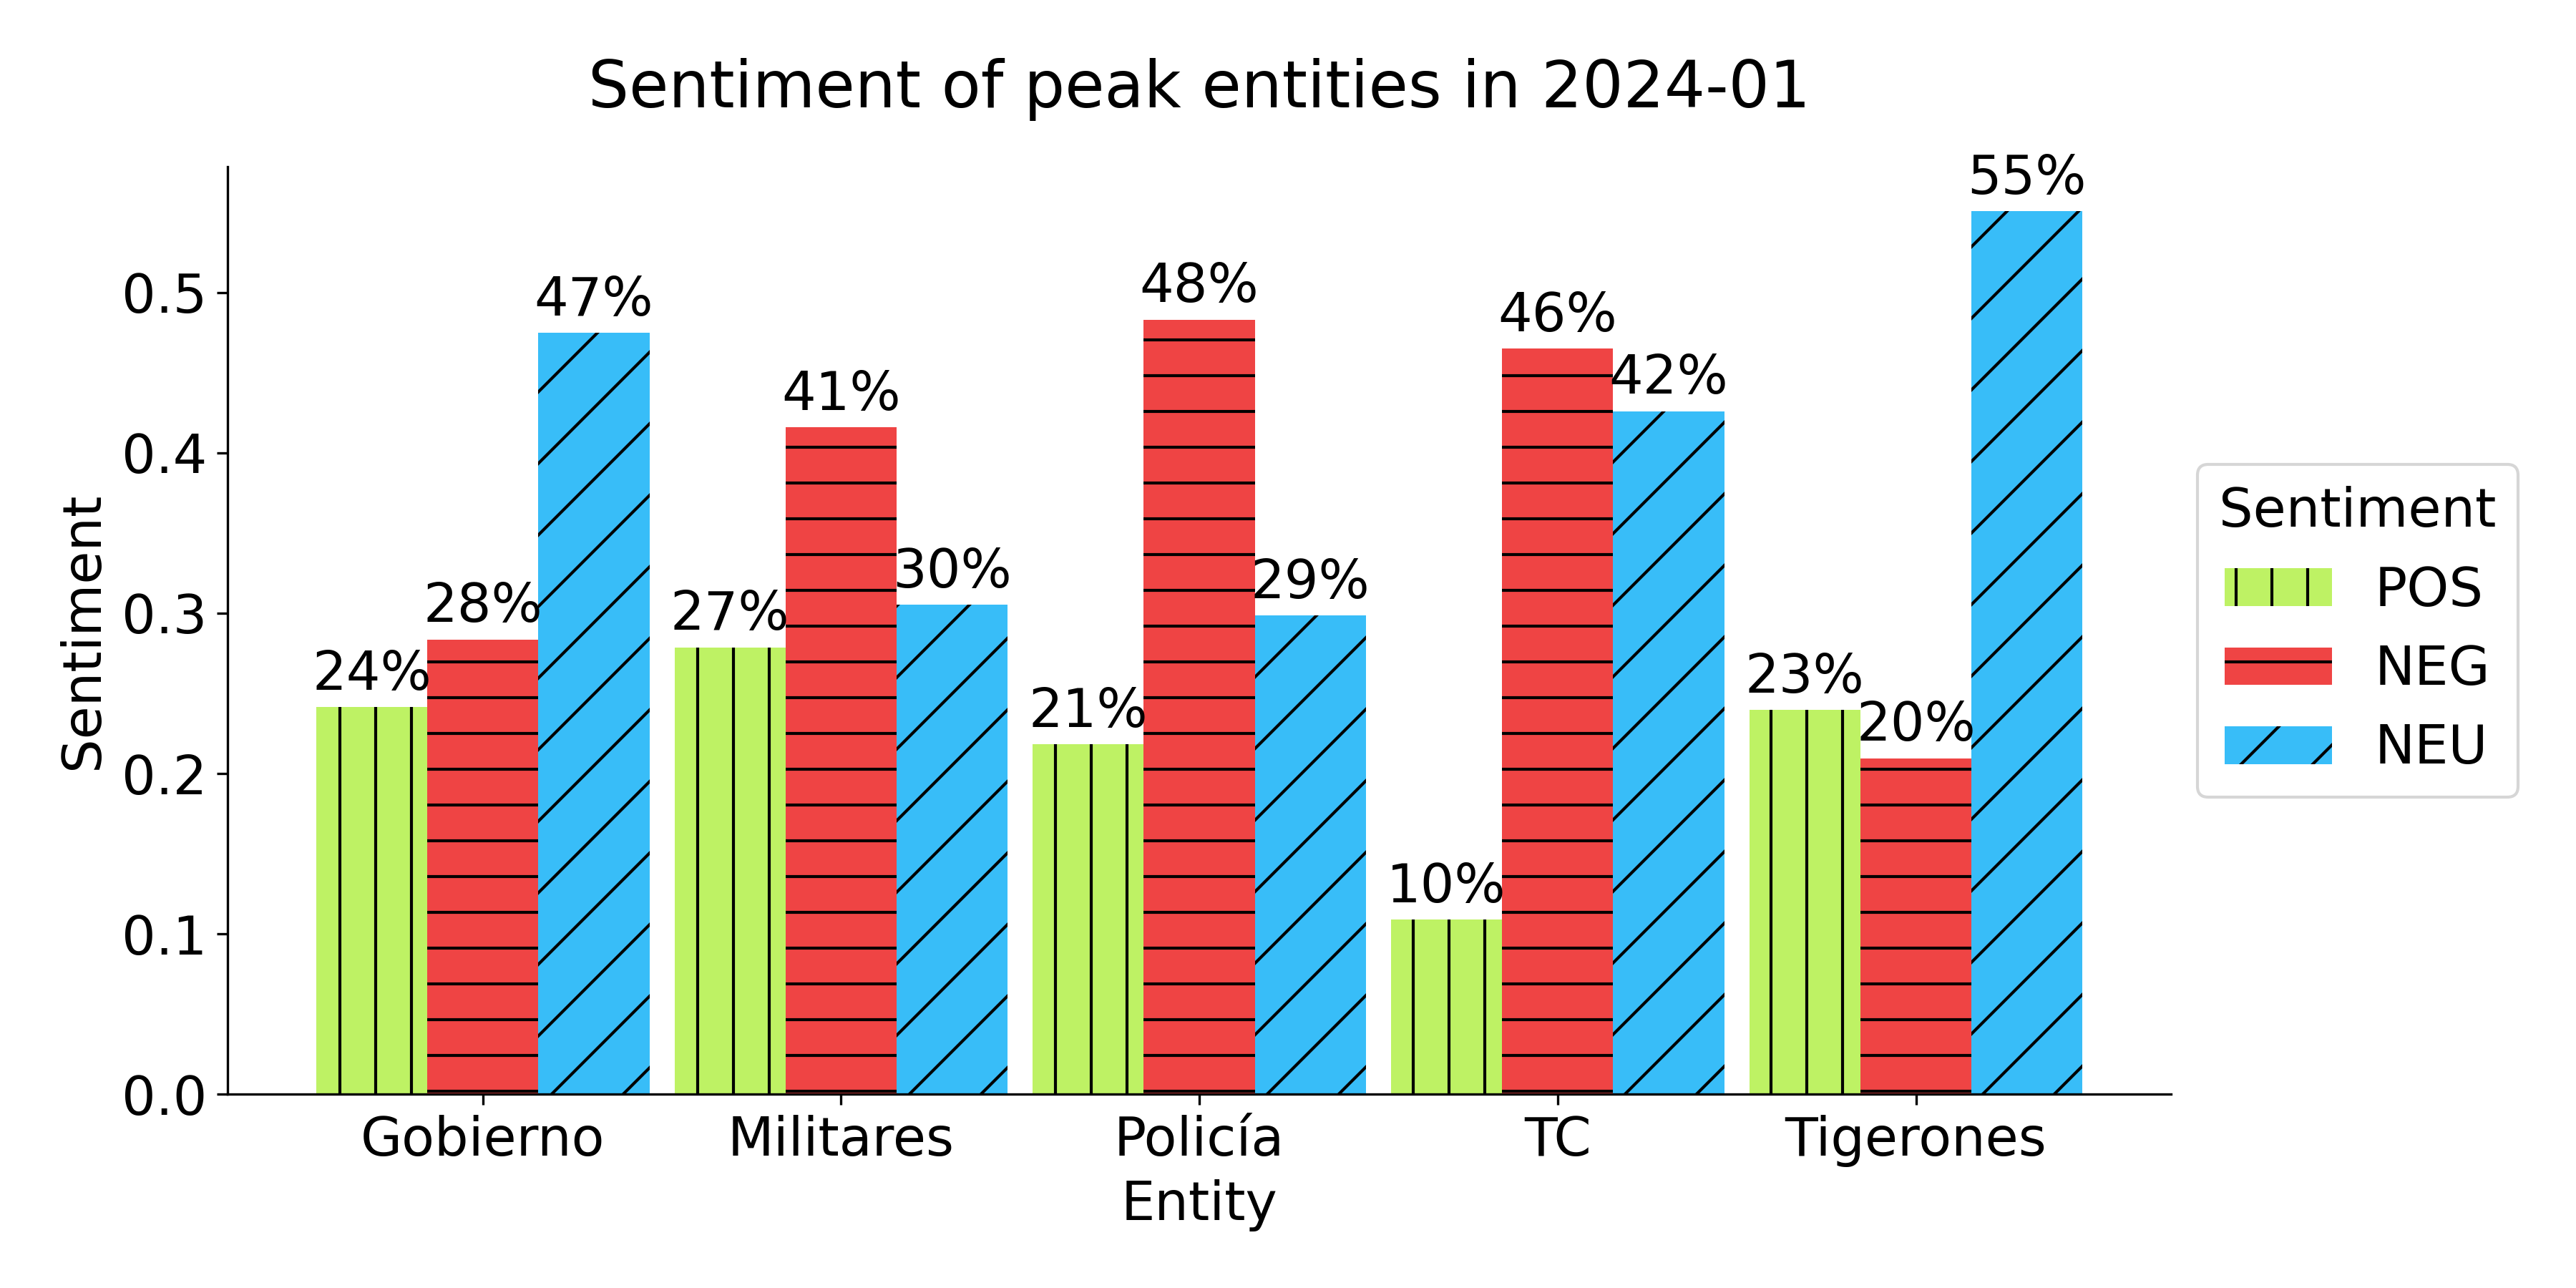 Sentiment of peak entities in 2024-01
Sentiment
0.5
0.4
0.3
0.2
0.1
0.0
24%
28%
47%
27%
41%
30%
21%
48%
29%
10%
46%
42%
23%
20%
55%
Gobierno
Militares
Policía
TC
Tigerones
Entity
Sentiment
POS
NEG
NEU